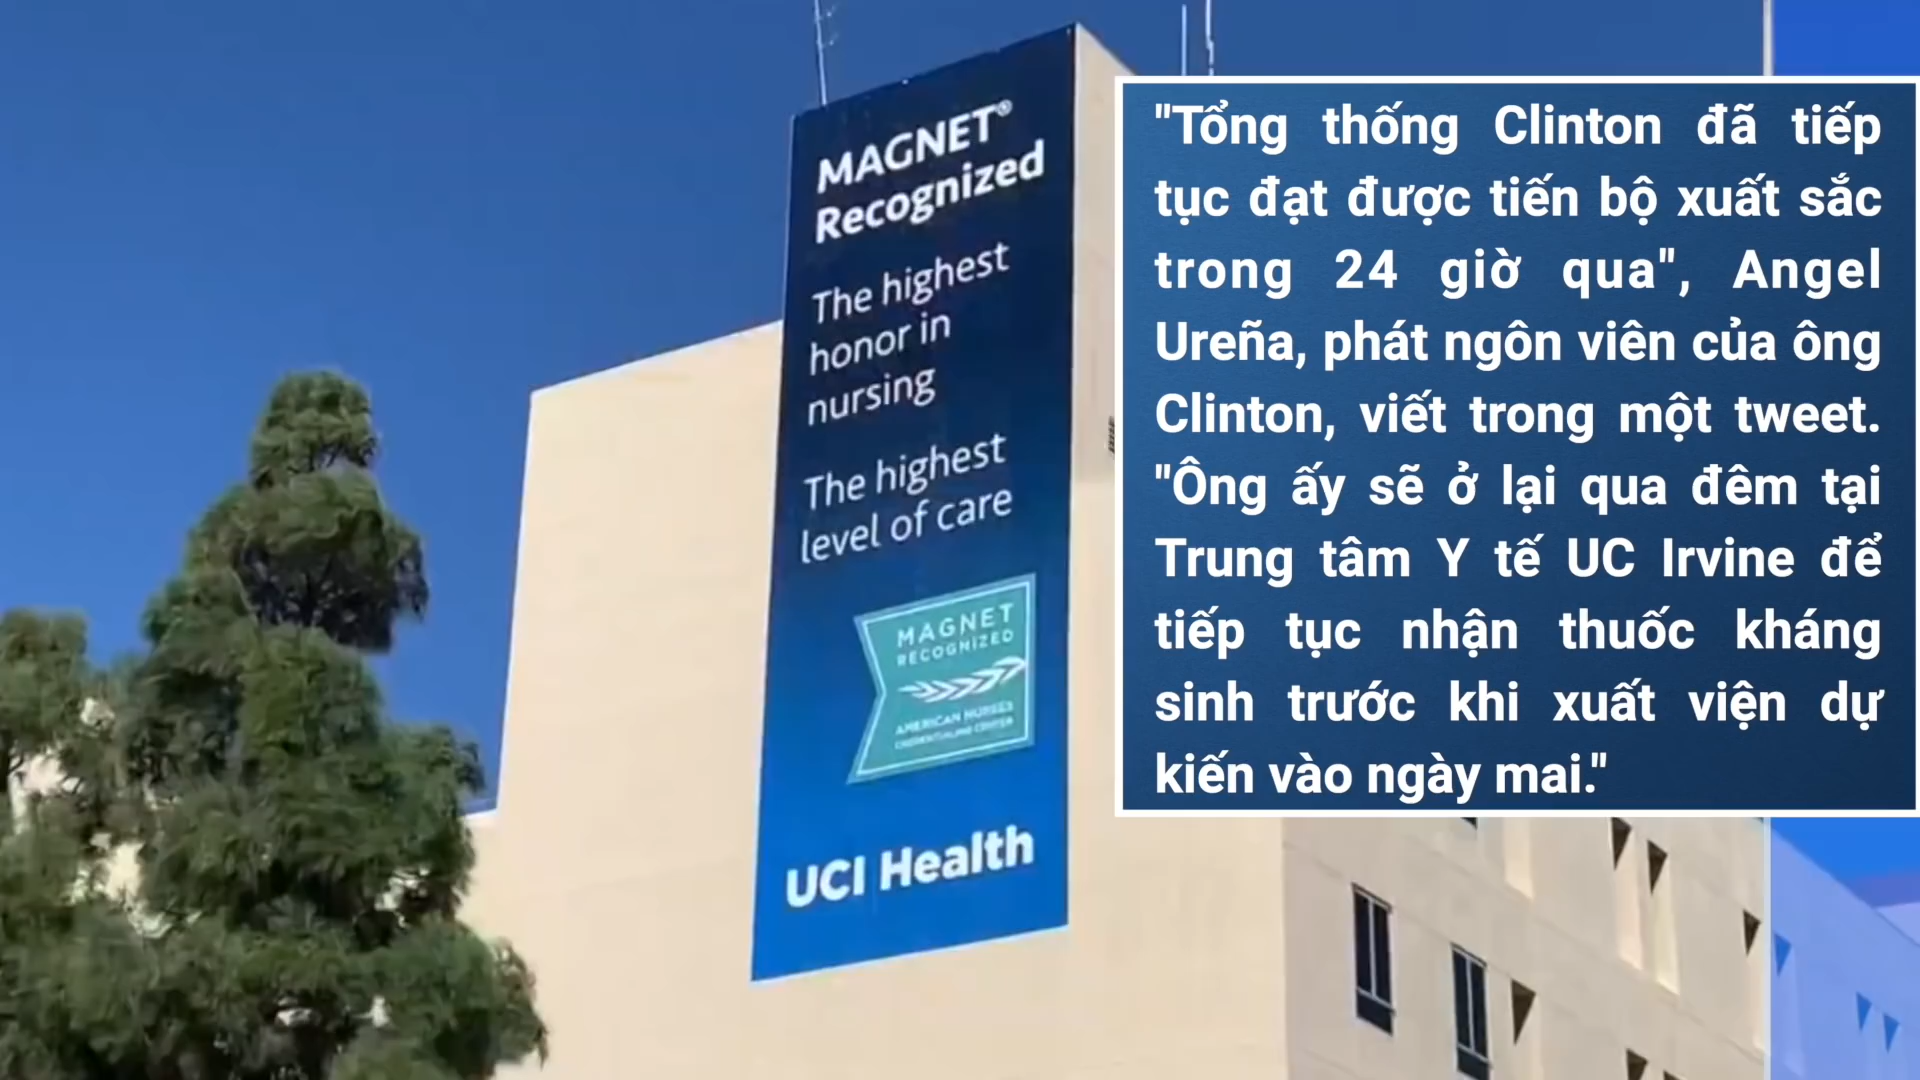 MAGNET®
Recognized
The highest
honor in
nursing
The highest
level of care
MAGNET
RECOGNIZED
AMERICAN NURSES
CREDENTIALING CENTER
UCI Health
"Tổng thống Clinton đã tiếp
tục đạt được tiến bộ xuất sắc
trong 24 giờ qua", Angel
Ureña, phát ngôn viên của ông
Clinton, viết trong một tweet.
"Ông ấy sẽ ở lại qua đêm tại
Trung tâm Y tế UC Irvine để
tiếp tục nhận thuốc kháng
sinh trước khi xuất viện dự
kiến vào ngày mai."